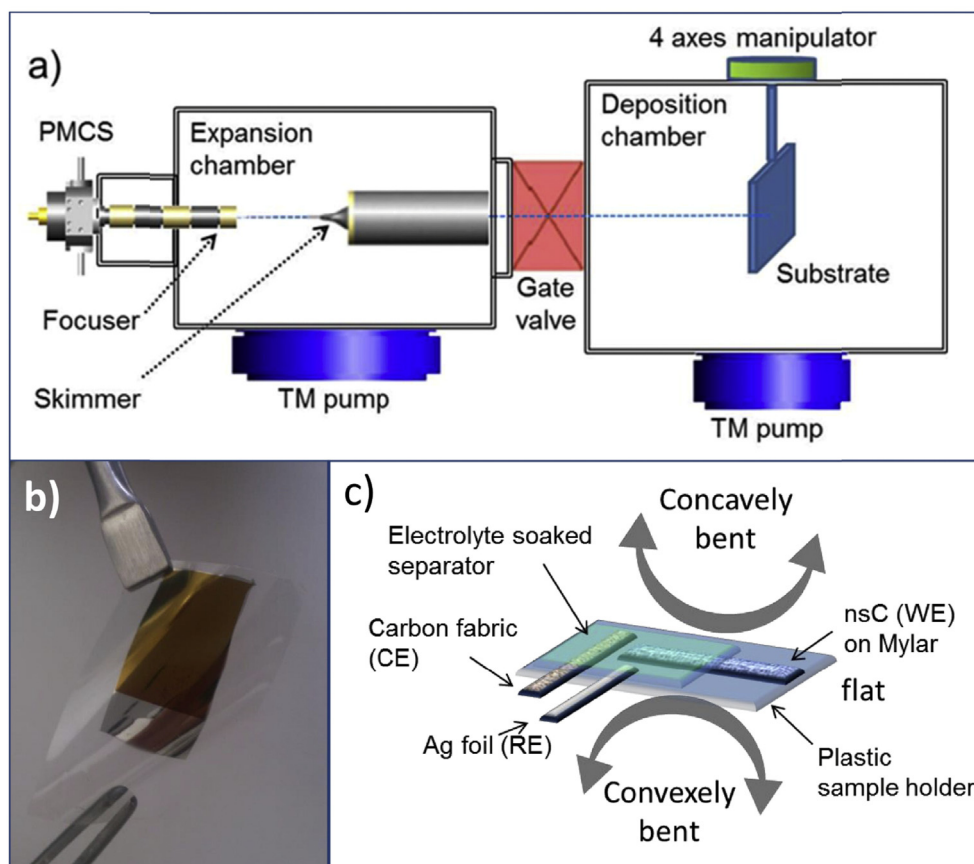 a)
4 axes manipulator
PMCS
Expansion
chamber
Deposition
chamber
Focuser
Skimmer
TM pump
Gate
valve
Substrate
TM pump
b)
c)
Concavely
bent
Electrolyte soaked
separator
Carbon fabric
(CE)
nsC (WE)
on Mylar
flat
Ag foil (RE)
Plastic
sample holder
Convexely
bent